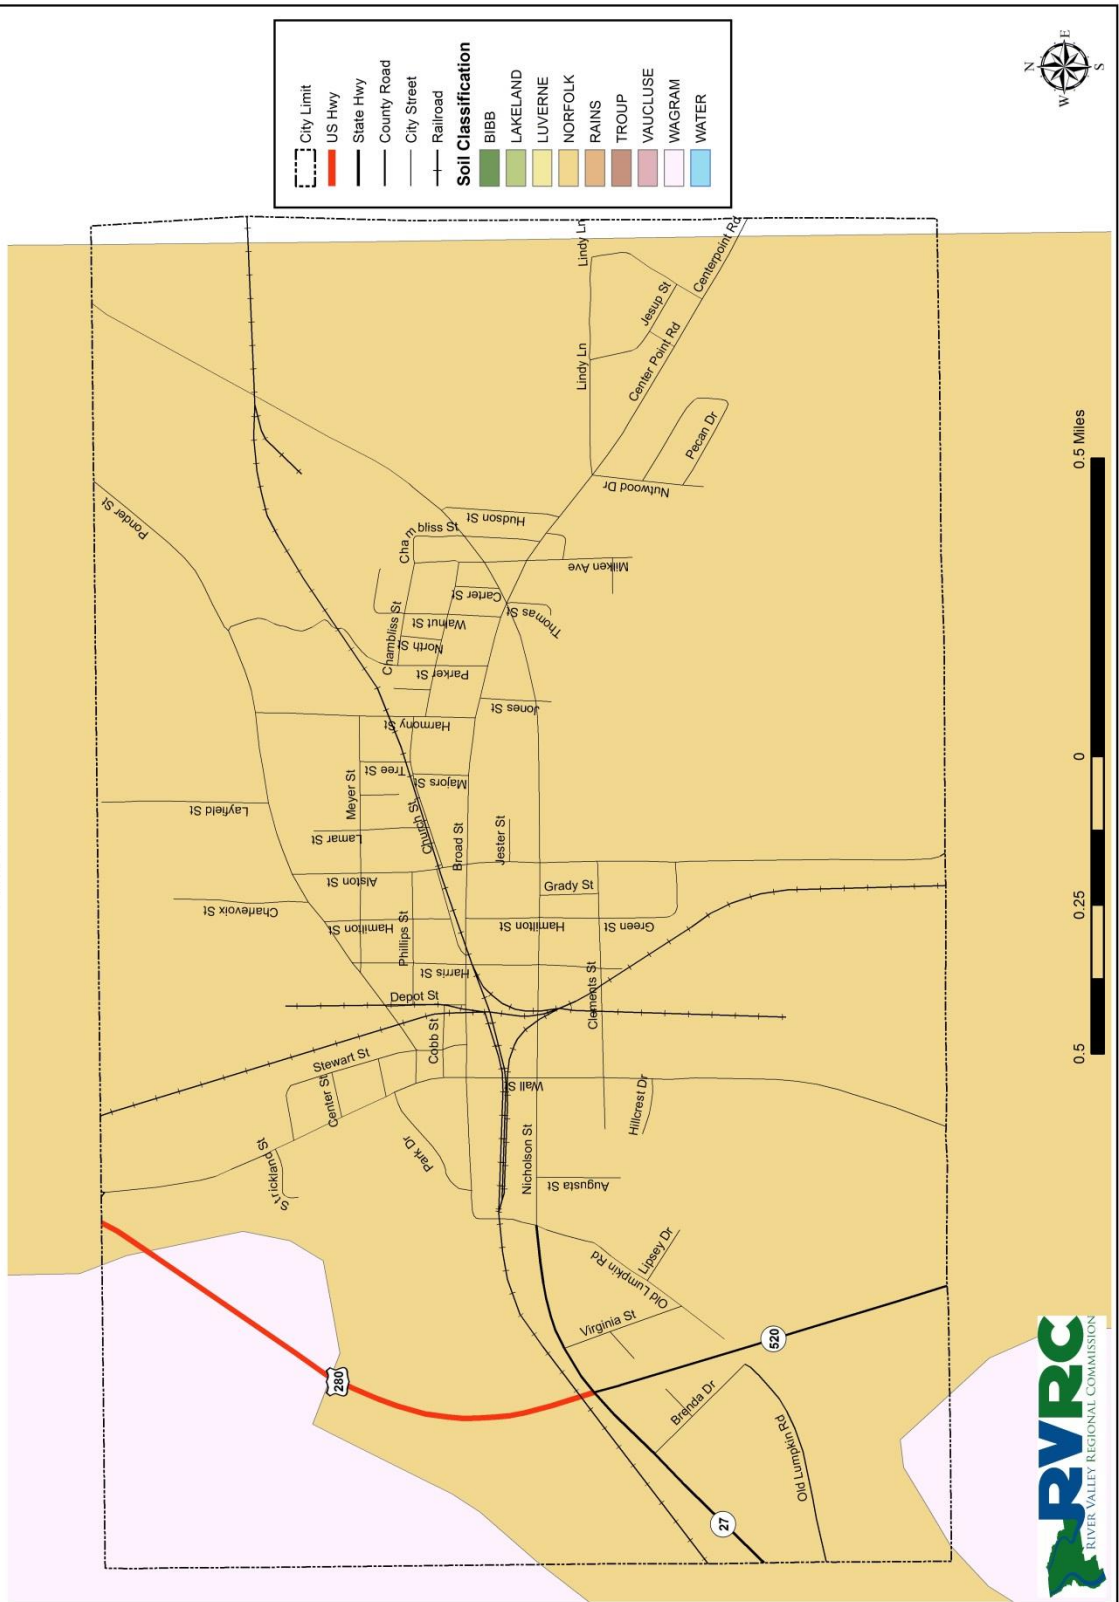 N
E
S
W
City Limit
US Hwy
State Hwy
County Road
City Street
Railroad
Soil Classification
BIBB
LAKELAND
LUVERNE
NORFOLK
RAINS
TROUP
VAUCLUSE
WAGRAM
WATER
Ponder St
Lindy Ln
Lindy Ln
Jesup St
Centerpoint Rd
Center Point Rd
Pecan Dr
Nutwood Dr
Hudson St
Chambliss St
Milken Ave
Chambliss St
Carter St
Walnut St
Thomas St
North St
Parker St
Jones St
Harmony St
Layfield St
Meyer St
Tree St
Majors St
Church St
Lamar St
Broad St
Jester St
Alston St
Grady St
Charlevoix St
Hamilton St
Phillips St
Hamilton St
Green St
Harris St
Clements St
Depot St
Cobb St
Stewart St
Center St
Wall St
Hillcrest Dr
Strickland St
Park Dr
Nicholson St
Augusta St
Lipsey Dr
Old Lumpkin Rd
Virginia St
280
520
Brenda Dr
Old Lumpkin Rd
27
0.5
0.25
0
0.5 Miles
RVRC
RIVER VALLEY REGIONAL COMMISSION